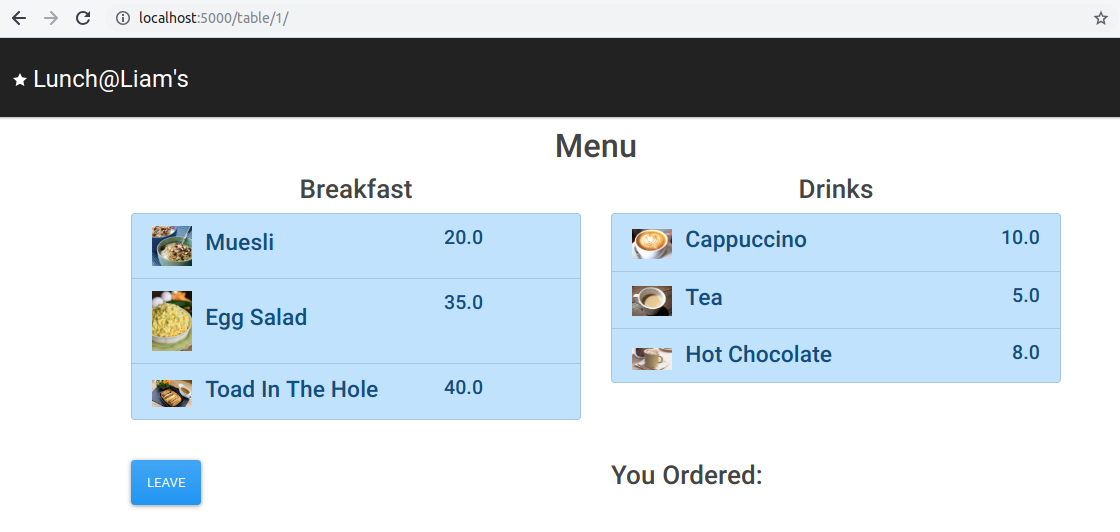 localhost:5000/table/1/
Lunch@Liam's
Menu
Breakfast
Muesli 20.0
Egg Salad 35.0
Toad In The Hole 40.0
Drinks
Cappuccino 10.0
Tea 5.0
Hot Chocolate 8.0
LEAVE
You Ordered: